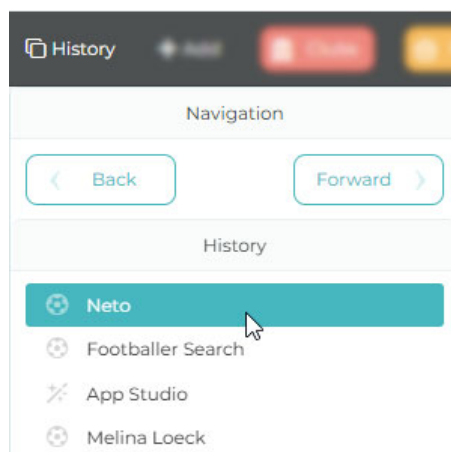 History
Navigation
Back Forward
History
Neto
Footballer Search
App Studio
Melina Loeck